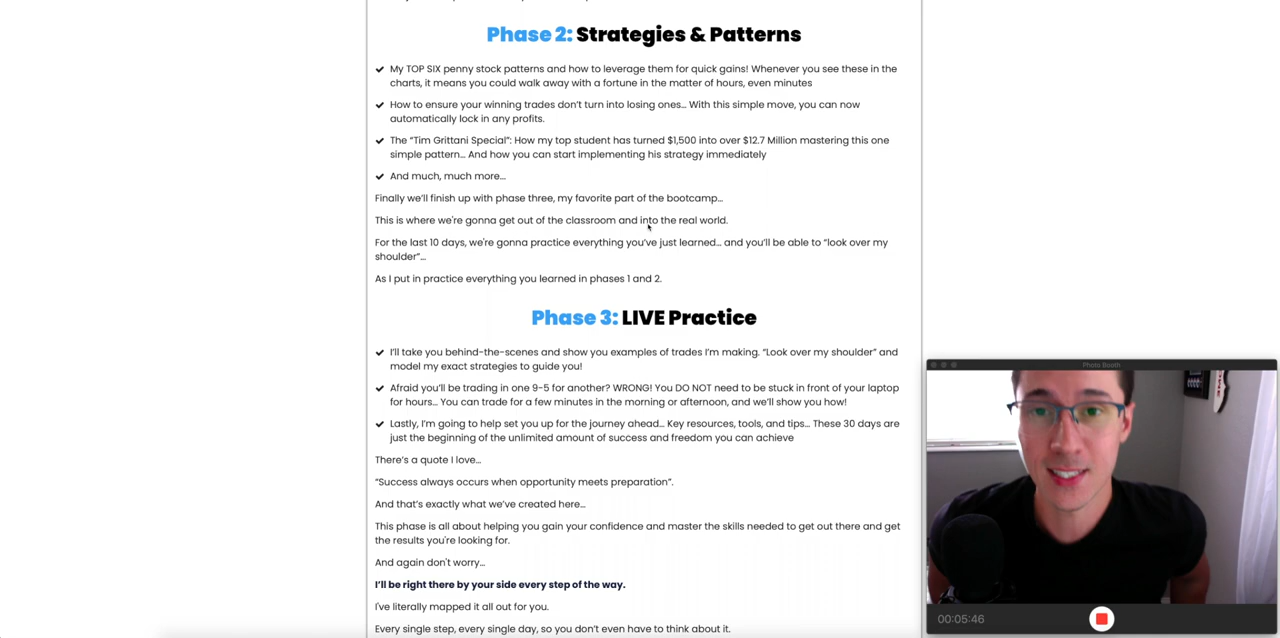 Phase 2: Strategies & Patterns
My TOP SIX penny stock patterns and how to leverage them for quick gains! Whenever you see these in the
charts, it means you could walk away with a fortune in the matter of hours, even minutes
How to ensure your winning trades don't turn into losing ones... With this simple move, you can now
automatically lock in any profits.
The “Tim Grittani Special”: How my top student has turned $1,500 into over $12.7 Million mastering this one
simple pattern... And how you can start implementing his strategy immediately
And much, much more...
Finally we'll finish up with phase three, my favorite part of the bootcamp...
This is where we're gonna get out of the classroom and into the real world.
For the last 10 days, we're gonna practice everything you've just learned... and you'll be able to “look over my
shoulder”...
As I put in practice everything you learned in phases 1 and 2.
Phase 3: LIVE Practice
I'll take you behind-the-scenes and show you examples of trades I'm making. “Look over my shoulder” and
model my exact strategies to guide you!
Afraid you'll be trading in one 9-5 for another? WRONG! You DO NOT need to be stuck in front of your laptop
for hours... You can trade for a few minutes in the morning or afternoon, and we'll show you how!
Lastly, I'm going to help set you up for the journey ahead... Key resources, tools, and tips... These 30 days are
just the beginning of the unlimited amount of success and freedom you can achieve
There's a quote I love...
“Success always occurs when opportunity meets preparation”.
And that's exactly what we've created here...
This phase is all about helping you gain your confidence and master the skills needed to get out there and get
the results you're looking for.
And again don't worry...
I'll be right there by your side every step of the way.
I've literally mapped it all out for you.
Every single step, every single day, so you don't even have to think about it.
Photo Booth
00:05:46